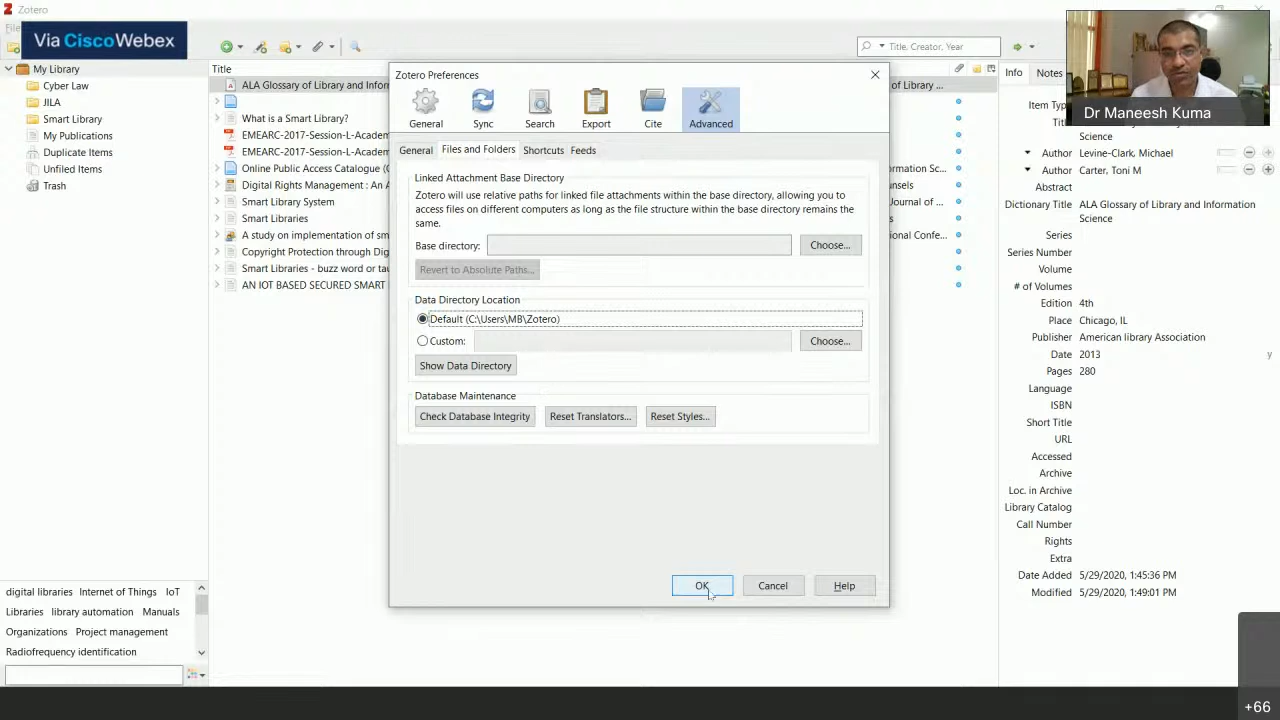 Zotero
Via CiscoWebex
Title, Creator, Year
My Library
Cyber Law
JILA
Smart Library
My Publications
Duplicate Items
Unfiled Items
Trash
Title
ALA Glossary of Library and Infor
What is a Smart Library?
EMEARC-2017-Session-L-Academ
EMEARC-2017-Session-L-Academ
Online Public Access Catalogue (
Digital Rights Management : An A
Smart Library System
Smart Libraries
A study on implementation of sm
Copyright Protection through Digi
Smart Libraries - buzz word or tau
AN IOT BASED SECURED SMART
of Library ...
formation Sc...
unsels
Journal of ...
s
ional Confe...
Zotero Preferences
General
Sync
Search
Export
Cite
Advanced
General
Files and Folders
Shortcuts
Feeds
Linked Attachment Base Directory
Zotero will use relative paths for linked file attachments within the base directory, allowing you to
access files on different computers as long as the file structure within the base directory remains the
same.
Base directory:
Choose...
Revert to Absolute Paths...
Data Directory Location
Default (C:\Users\MB\Zotero)
Custom:
Choose...
Show Data Directory
Database Maintenance
Check Database Integrity
Reset Translators...
Reset Styles...
OK
Cancel
Help
Info
Notes
Dr Maneesh Kuma
Item Typ
Titl
Science
Author Levine-Clark, Michael
Author Carter, Toni M
Abstract
Dictionary Title ALA Glossary of Library and Information
Science
Series
Series Number
Volume
# of Volumes
Edition 4th
Place Chicago, IL
Publisher American library Association
Date 2013 y
Pages 280
Language
ISBN
Short Title
URL
Accessed
Archive
Loc. in Archive
Library Catalog
Call Number
Rights
Extra
Date Added 5/29/2020, 1:45:36 PM
Modified 5/29/2020, 1:49:01 PM
digital libraries Internet of Things IoT
Libraries library automation Manuals
Organizations Project management
Radiofrequency identification
+66